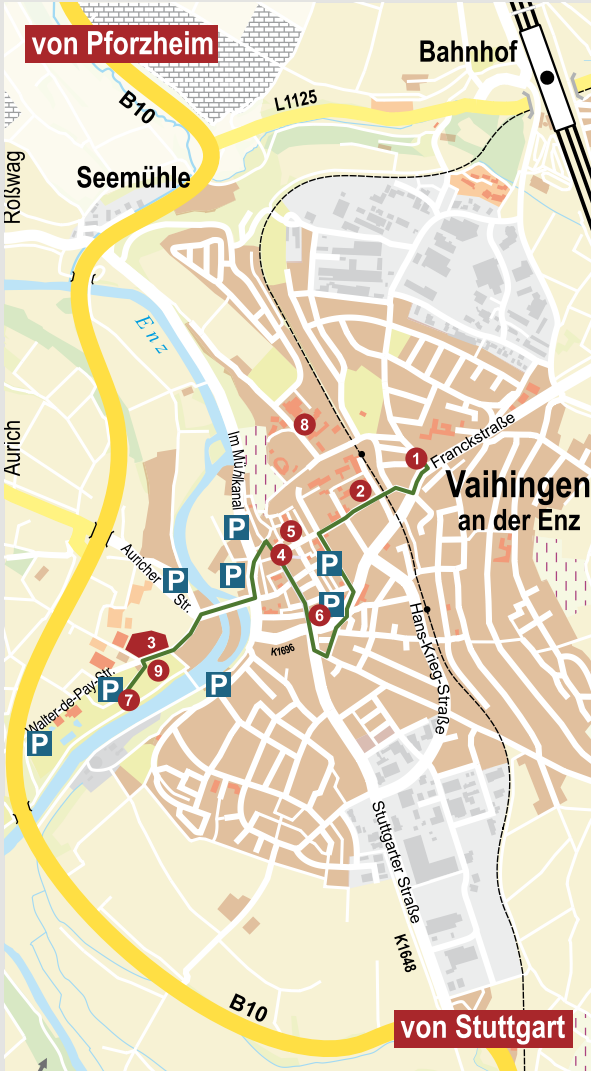 von Pforzheim
Bahnhof
B10
L1125
Roßwag
Seemühle
Enz
8
1
Franckstraße
Aurich
Im Mühlkanal
2
Vaihingen
an der Enz
P
5
4
P
Auricher Str.
P
P
P
6
Hans-Krieg-Straße
3
K1696
9
Walter-de-Pay-Str.
P
7
P
P
Stuttgarter Straße
K1648
B10
von Stuttgart